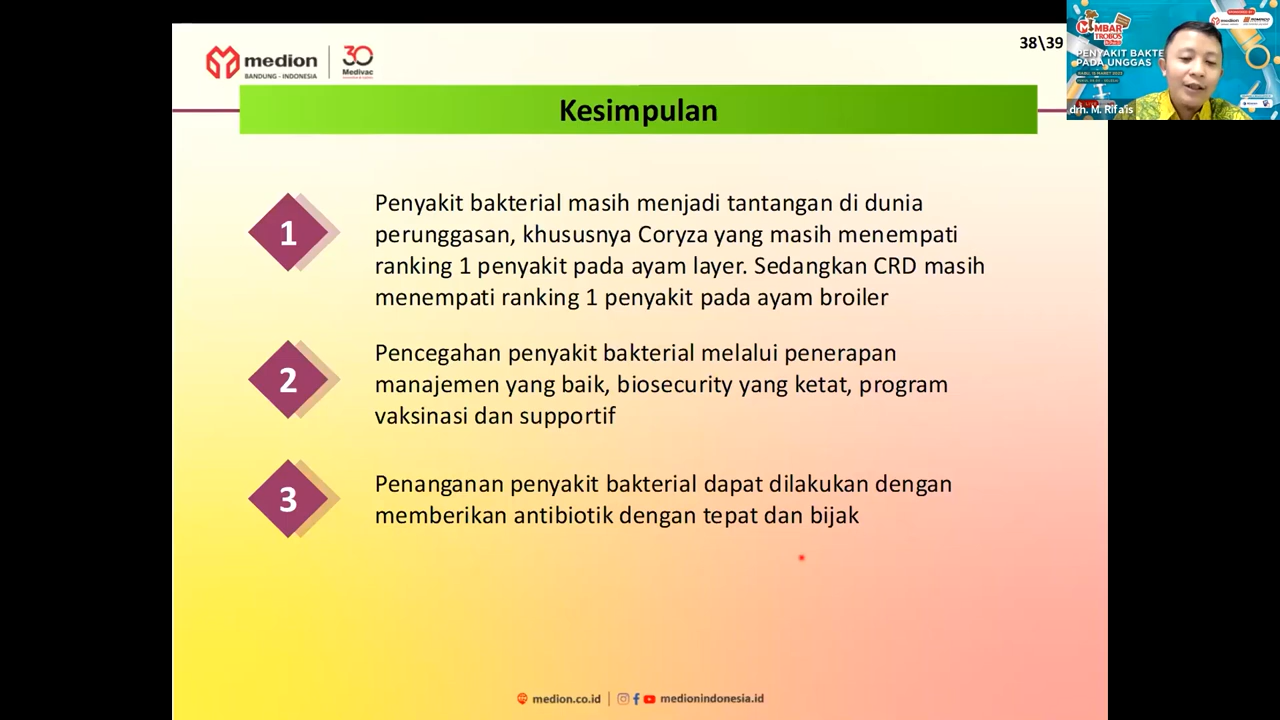 medion
BANDUNG - INDONESIA
30
Medivac
38\39
Kesimpulan
1
Penyakit bakterial masih menjadi tantangan di dunia
perunggasan, khususnya Coryza yang masih menempati
ranking 1 penyakit pada ayam layer. Sedangkan CRD masih
menempati ranking 1 penyakit pada ayam broiler
2
Pencegahan penyakit bakterial melalui penerapan
manajemen yang baik, biosecurity yang ketat, program
vaksinasi dan supportif
3
Penanganan penyakit bakterial dapat dilakukan dengan
memberikan antibiotik dengan tepat dan bijak
medion.co.id
medionindonesia.id
MBAR
TROBOS
PENYAKIT BAKTE
PADA UNGGAS
medion
drh. M. Rifa'is